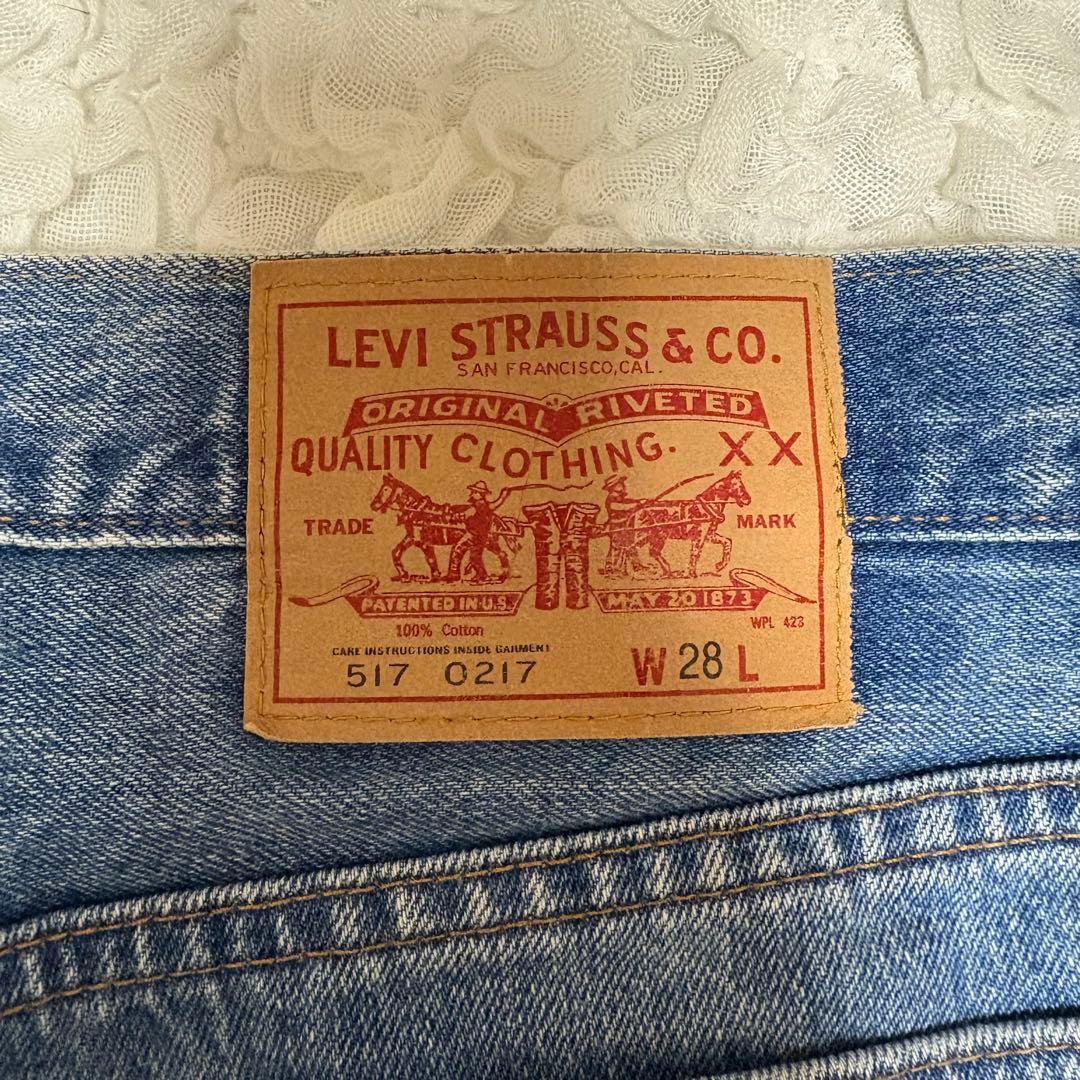 LEVI STRAUSS & CO.
SAN FRANCISCO, CAL.
ORIGINAL RIVETED
QUALITY CLOTHING. XX
TRADE MARK
PATENTED IN U.S. MAY 20 1873
WPL 423
100% Cotton
CARE INSTRUCTIONS INSIDE GARMENT
517 0217 W 28 L